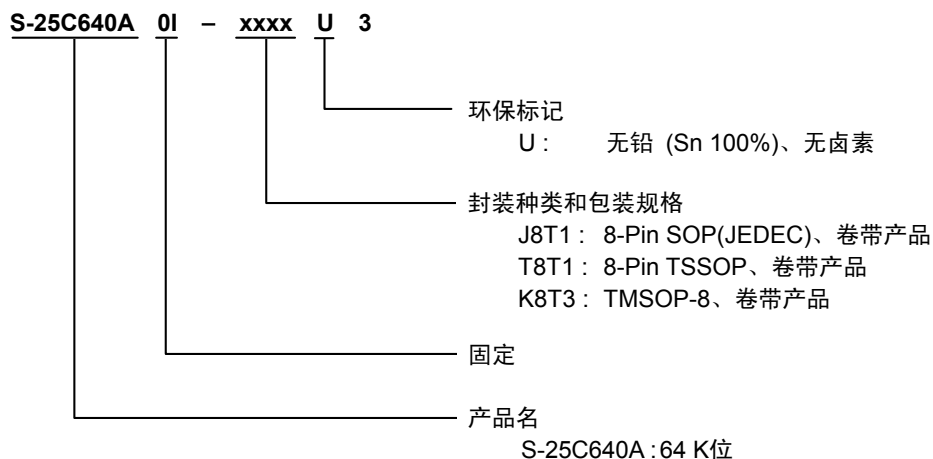 S-25C640A 0I – xxxx U 3
环保标记
U : 无铅 (Sn 100%)、无卤素
封装种类和包装规格
J8T1 : 8-Pin SOP(JEDEC)、卷带产品
T8T1 : 8-Pin TSSOP、卷带产品
K8T3 : TMSOP-8、卷带产品
固定
产品名
S-25C640A : 64 K位